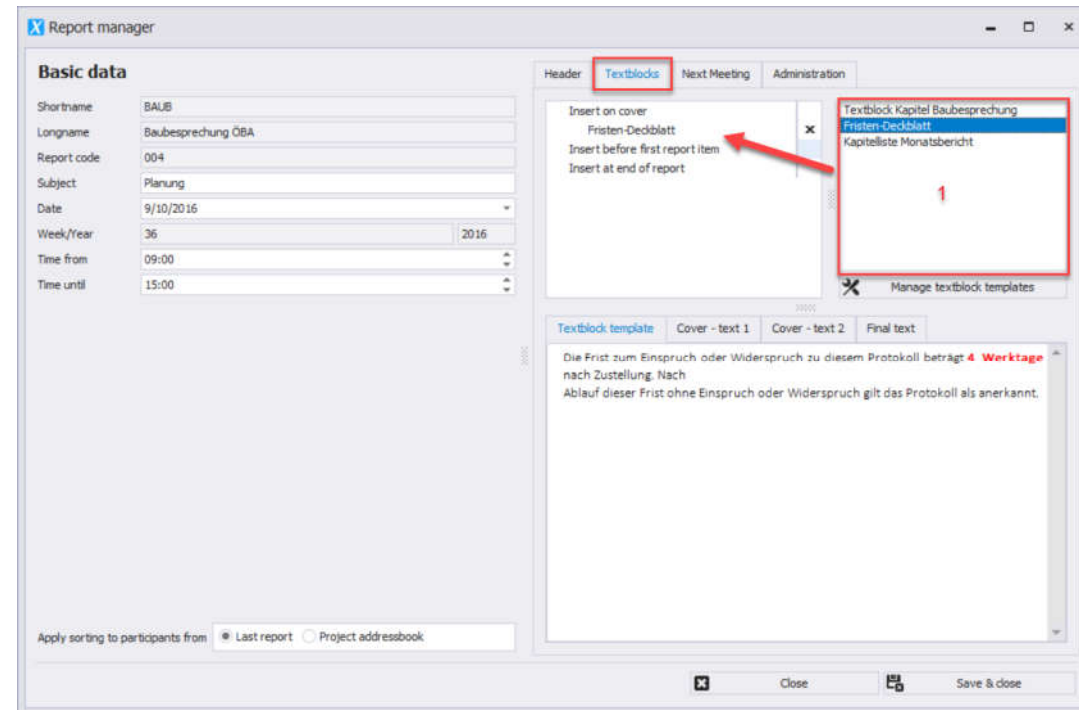 Report manager
Basic data
Shortname BAUB
Longname Baubesprechung ÖBA
Report code 004
Subject Planung
Date 9/10/2016
Week/Year 36 2016
Time from 09:00
Time until 15:00
Apply sorting to participants from Last report Project addressbook
Header Textblocks Next Meeting Administration
Insert on cover
Fristen-Deckblatt
Insert before first report item
Insert at end of report
Textblock Kapitel Baubesprechung
Fristen-Deckblatt
Kapitelliste Monatsbericht
1
Manage textblock templates
Textblock template Cover - text 1 Cover - text 2 Final text
Die Frist zum Einspruch oder Widerspruch zu diesem Protokoll beträgt 4 Werktage
nach Zustellung. Nach
Ablauf dieser Frist ohne Einspruch oder Widerspruch gilt das Protokoll als anerkannt.
Close Save & close